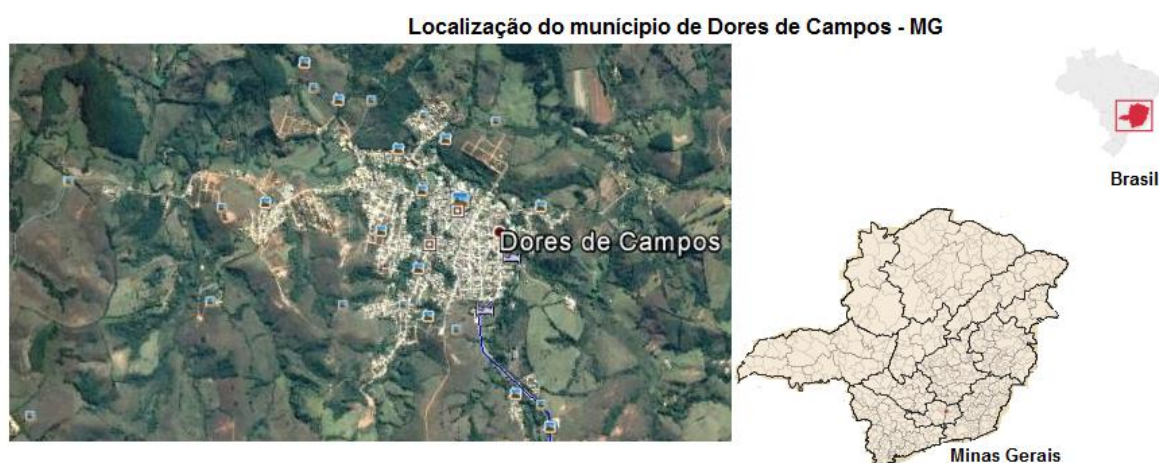 Localização do munícipio de Dores de Campos - MG
Dores de Campos
Brasil
Minas Gerais